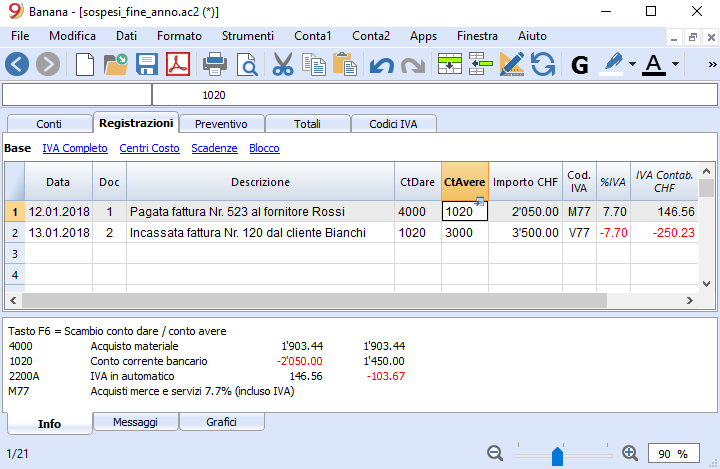 Banana - [sospesi_fine_anno.ac2 (*)]
File Modifica Dati Formato Strumenti Conta1 Conta2 Apps Finestra Aiuto
G A »
1020
Conti Registrazioni Preventivo Totali Codici IVA
Base IVA Completo Centri Costo Scadenze Blocco
Data Doc Descrizione CtDare CtAvere Importo CHF Cod. IVA %IVA IVA Contab. CHF
1 12.01.2018 1 Pagata fattura Nr. 523 al fornitore Rossi 4000 1020 2'050.00 M77 7.70 146.56
2 13.01.2018 2 Incassata fattura Nr. 120 dal cliente Bianchi 1020 3000 3'500.00 V77 -7.70 -250.23
3
4
Tasto F6 = Scambio conto dare / conto avere
4000 Acquisto materiale 1'903.44 1'903.44
1020 Conto corrente bancario -2'050.00 1'450.00
2200A IVA in automatico 146.56 -103.67
M77 Acquisti merce e servizi 7.7% (incluso IVA)
Info Messaggi Grafici
1/21 90 %